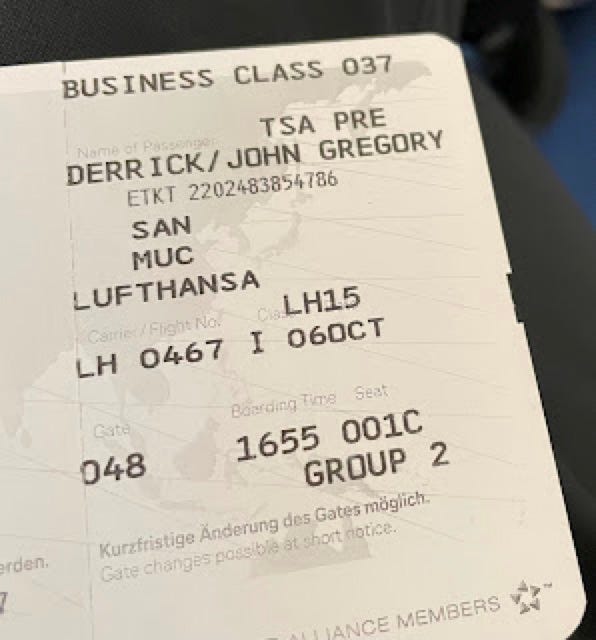 BUSINESS CLASS 037
TSA PRE
Name of Passenger
DERRICK/JOHN GREGORY
ETKT 2202483854786
SAN
MUC
LUFTHANSA
LH15
Carrier / Flight No.
LH 0467 I 06OCT
Gate
Boarding Time Seat
048
1655 001C
GROUP 2
Kurzfristige Änderung des Gates möglich.
Gate changes possible at short notice.
erden.
7
ALLIANCE MEMBERS